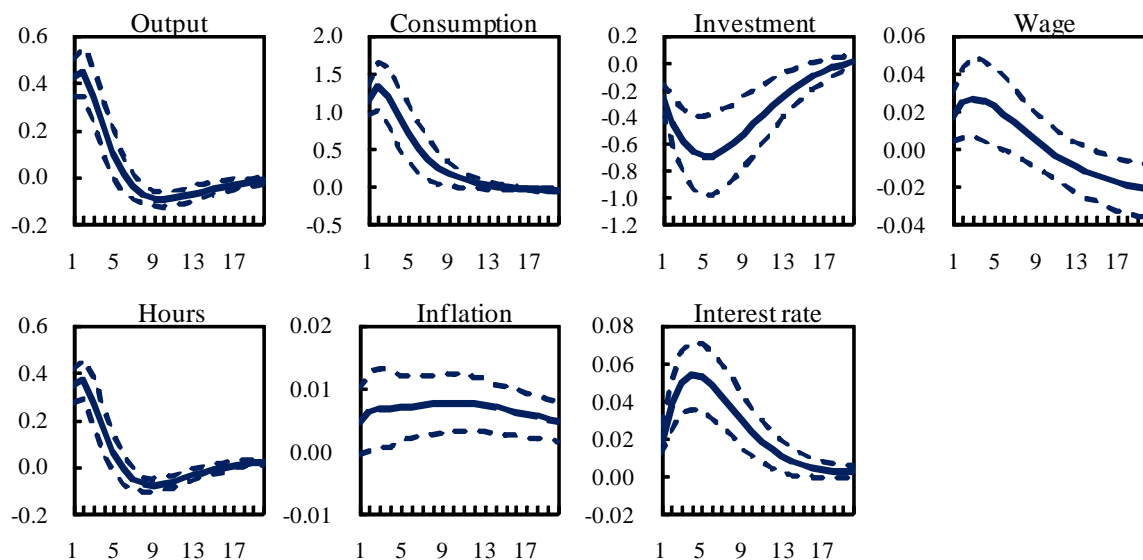 Output
0.6
0.4
0.2
0.0
-0.2
1 5 9 13 17
Consumption
2.0
1.5
1.0
0.5
0.0
-0.5
1 5 9 13 17
Investment
0.2
0.0
-0.2
-0.4
-0.6
-0.8
-1.0
-1.2
1 5 9 13 17
Wage
0.06
0.04
0.02
0.00
-0.02
-0.04
1 5 9 13 17
Hours
0.6
0.4
0.2
0.0
-0.2
1 5 9 13 17
Inflation
0.02
0.01
0.00
-0.01
1 5 9 13 17
Interest rate
0.08
0.06
0.04
0.02
0.00
-0.02
1 5 9 13 17